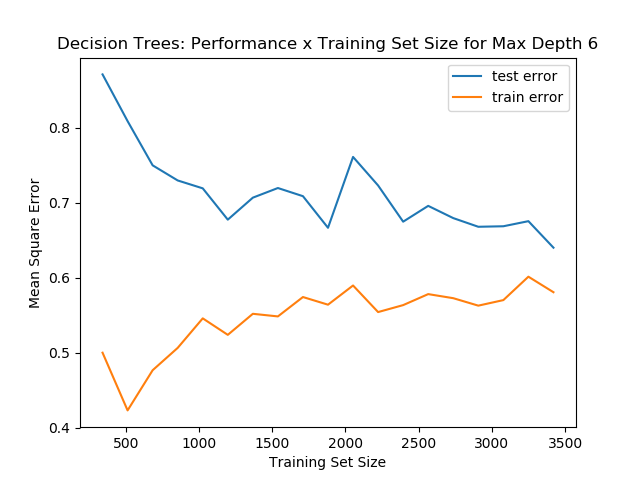 Decision Trees: Performance x Training Set Size for Max Depth 6
test error
train error
Mean Square Error
0.8
0.7
0.6
0.5
0.4
500 1000 1500 2000 2500 3000 3500
Training Set Size